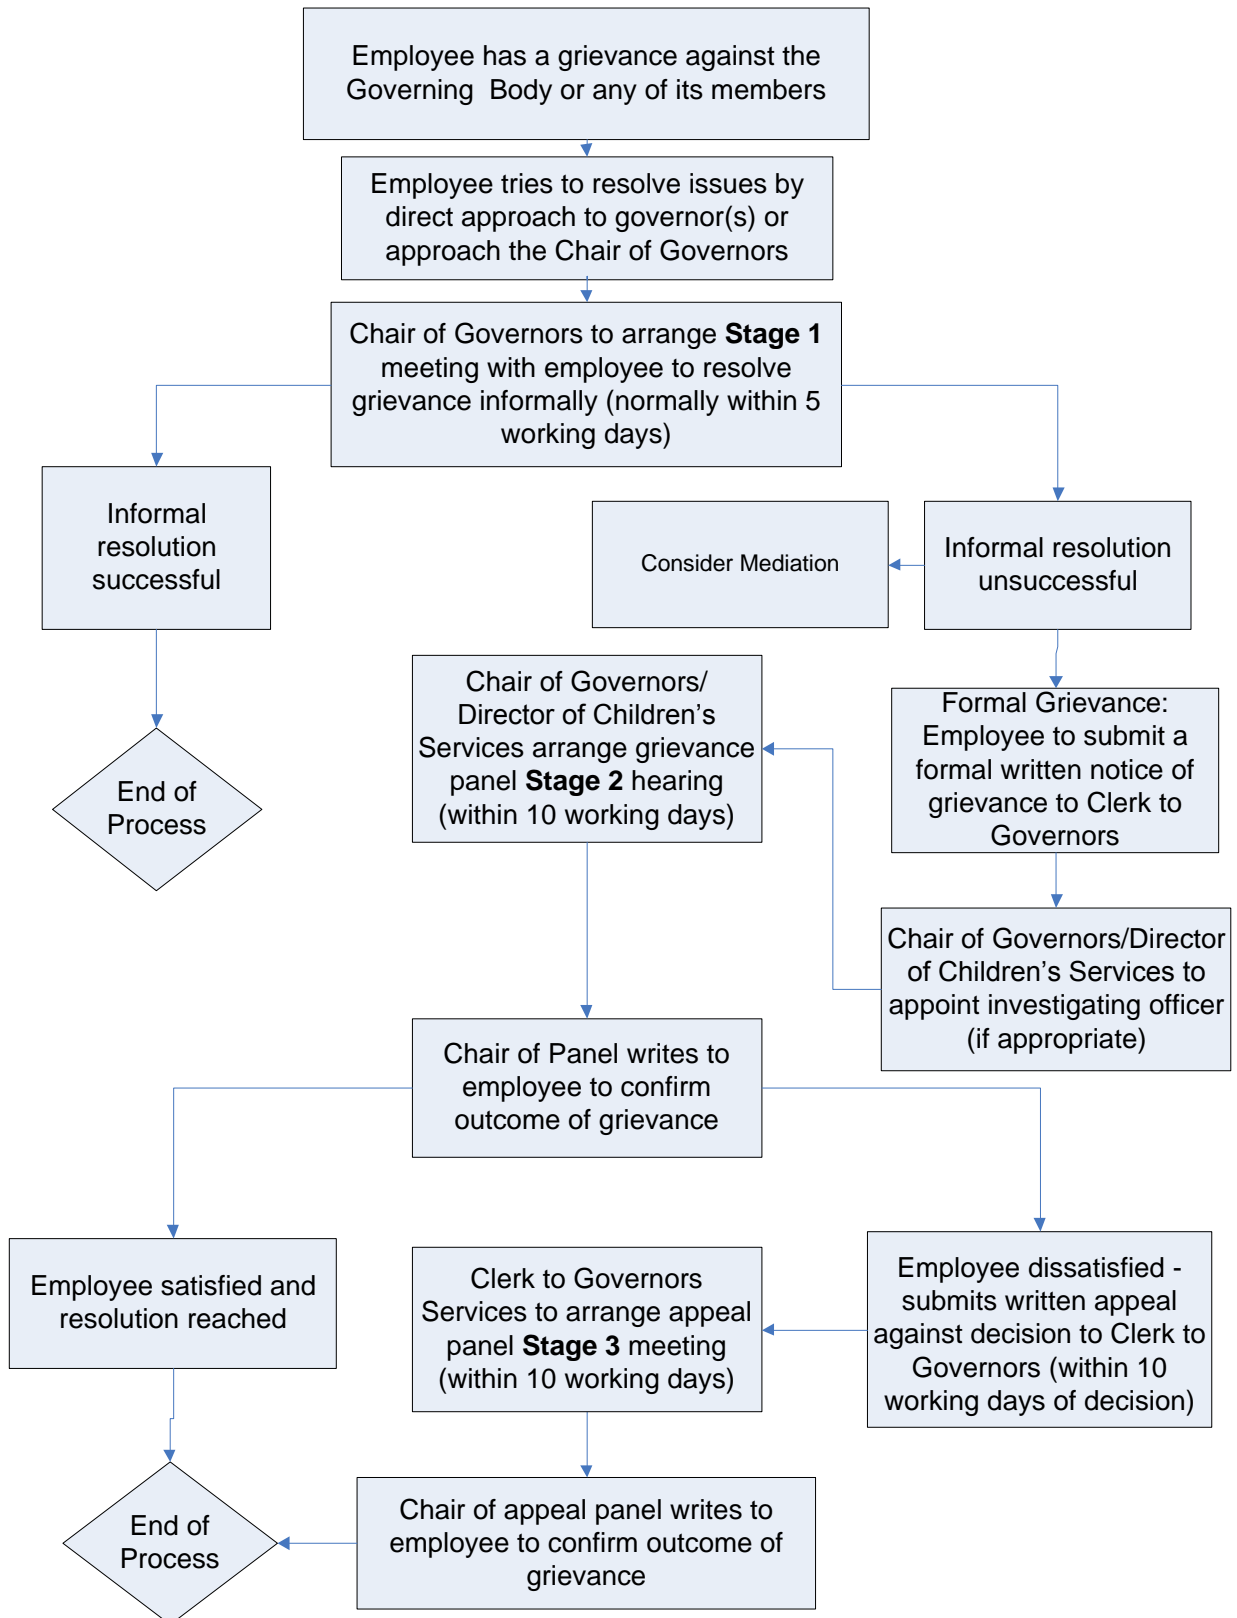 Employee has a grievance against the
Governing Body or any of its members
Employee tries to resolve issues by
direct approach to governor(s) or
approach the Chair of Governors
Chair of Governors to arrange Stage 1
meeting with employee to resolve
grievance informally (normally within 5
working days)
Informal
resolution
successful
Consider Mediation
Informal resolution
unsuccessful
End of
Process
Chair of Governors/
Director of Children’s
Services arrange grievance
panel Stage 2 hearing
(within 10 working days)
Formal Grievance:
Employee to submit a
formal written notice of
grievance to Clerk to
Governors
Chair of Governors/Director
of Children’s Services to
appoint investigating officer
(if appropriate)
Chair of Panel writes to
employee to confirm
outcome of grievance
Employee satisfied and
resolution reached
Clerk to Governors
Services to arrange appeal
panel Stage 3 meeting
(within 10 working days)
Employee dissatisfied -
submits written appeal
against decision to Clerk to
Governors (within 10
working days of decision)
End of
Process
Chair of appeal panel writes to
employee to confirm outcome of
grievance